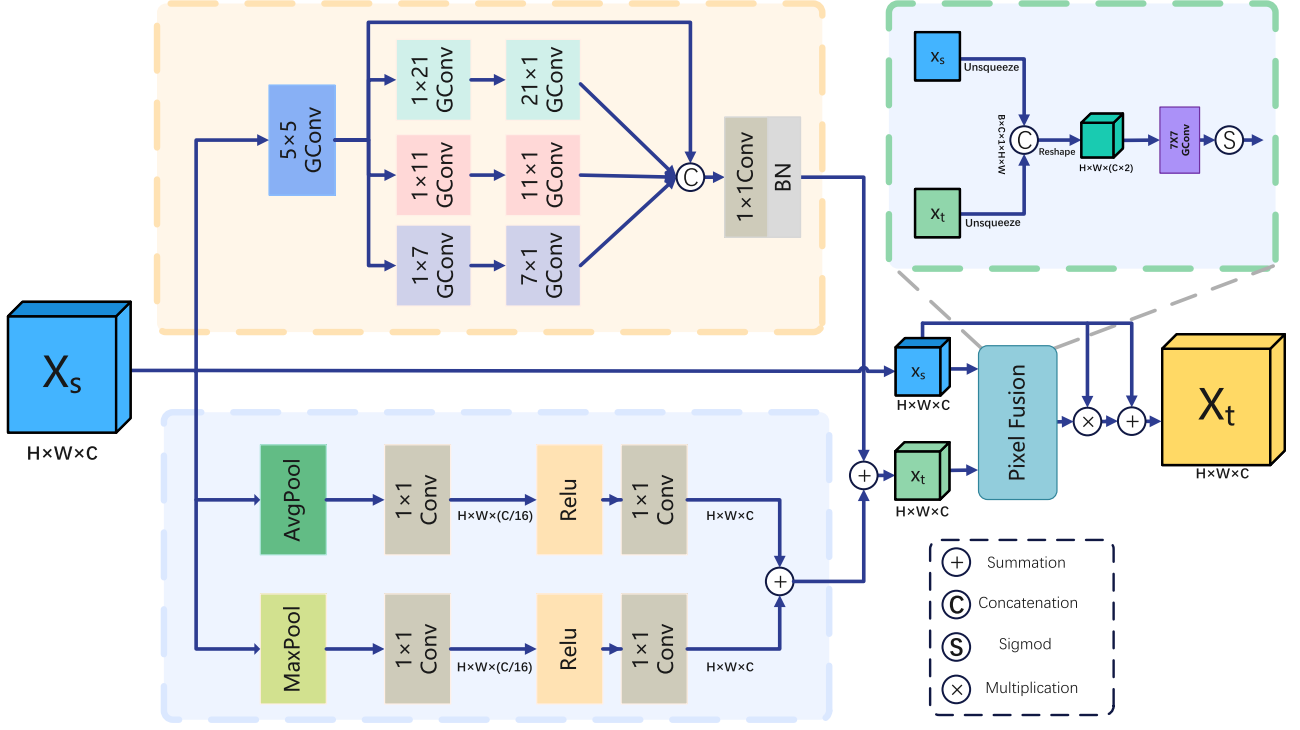 5×5
GConv
1×21
GConv
21×1
GConv
1×11
GConv
11×1
GConv
1×7
GConv
7×1
GConv
C
1×1Conv
BN
Xs
H×W×C
AvgPool
1×1
Conv
H×W×(C/16)
Relu
1×1
Conv
H×W×C
MaxPool
1×1
Conv
H×W×(C/16)
Relu
1×1
Conv
H×W×C
+
+
xs
Unsqueeze
B×C×1×H×W
C
Reshape
H×W×(C×2)
7X7
GConv
S
xt
Unsqueeze
xs
H×W×C
xt
H×W×C
Pixel Fusion
×
+
Xt
H×W×C
+ Summation
C Concatenation
S Sigmod
× Multiplication